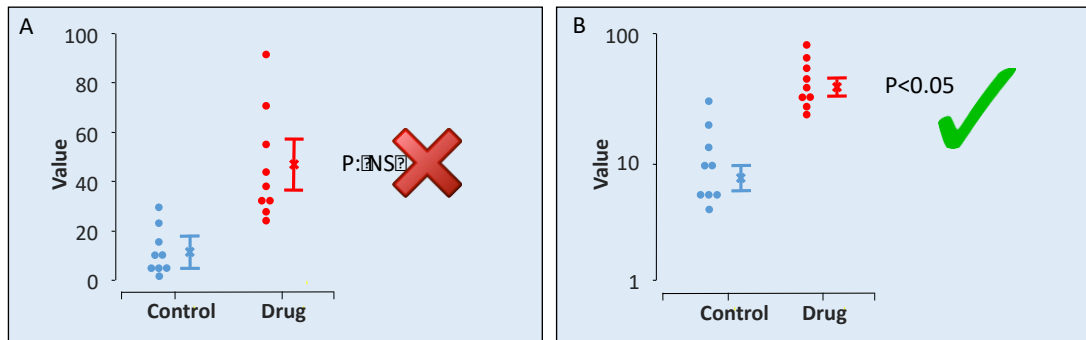 A
100
80
60
40
20
0
Value
P: NS
Control Drug
B
100
10
1
Value
P<0.05
Control Drug